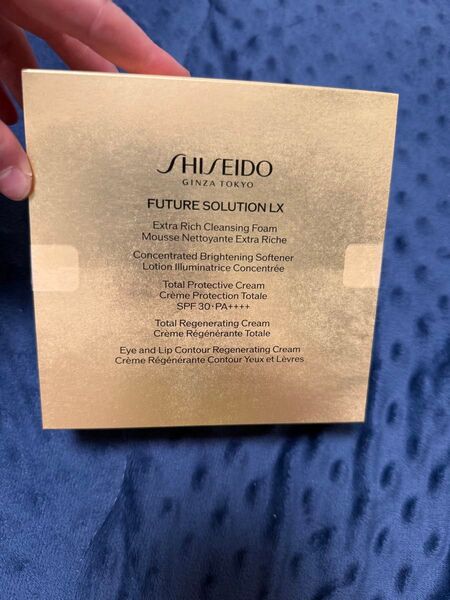 SHISEIDO
GINZA TOKYO
FUTURE SOLUTION LX
Extra Rich Cleansing Foam
Mousse Nettoyante Extra Riche
Concentrated Brightening Softener
Lotion Illuminatrice Concentrée
Total Protective Cream
Crème Protection Totale
SPF 30·PA++++
Total Regenerating Cream
Crème Régénérante Totale
Eye and Lip Contour Regenerating Cream
Crème Régénérante Contour Yeux et Lèvres